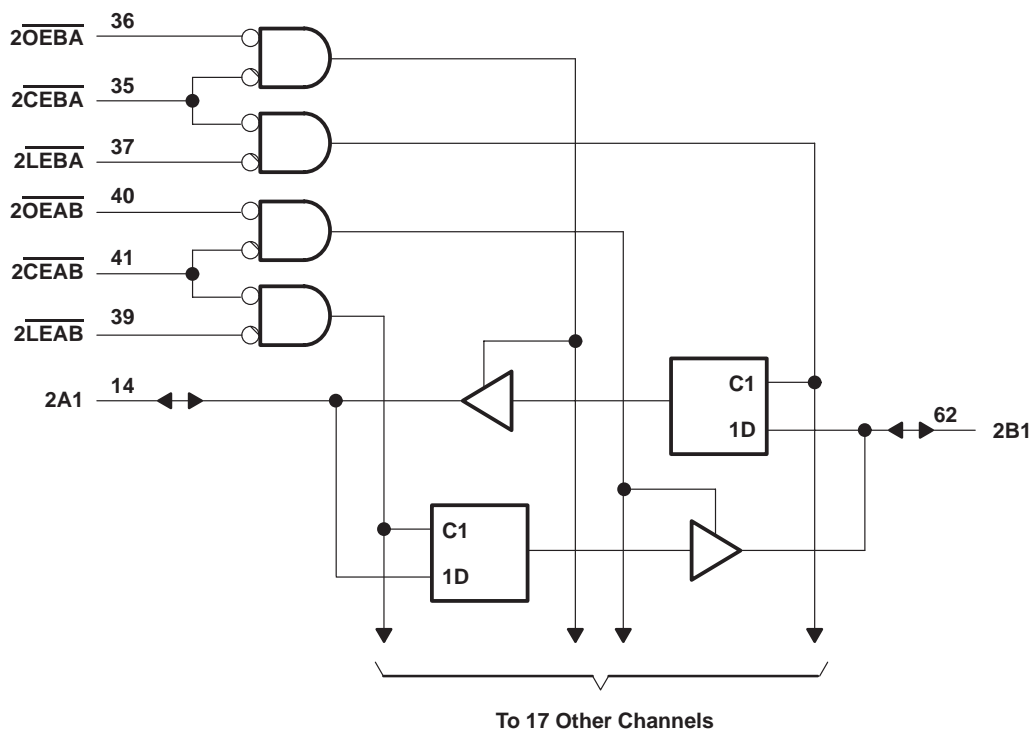 2OEBA 36
2CEBA 35
2LEBA 37
2OEAB 40
2CEAB 41
2LEAB 39
2A1 14
C1
1D
62 2B1
C1
1D
To 17 Other Channels